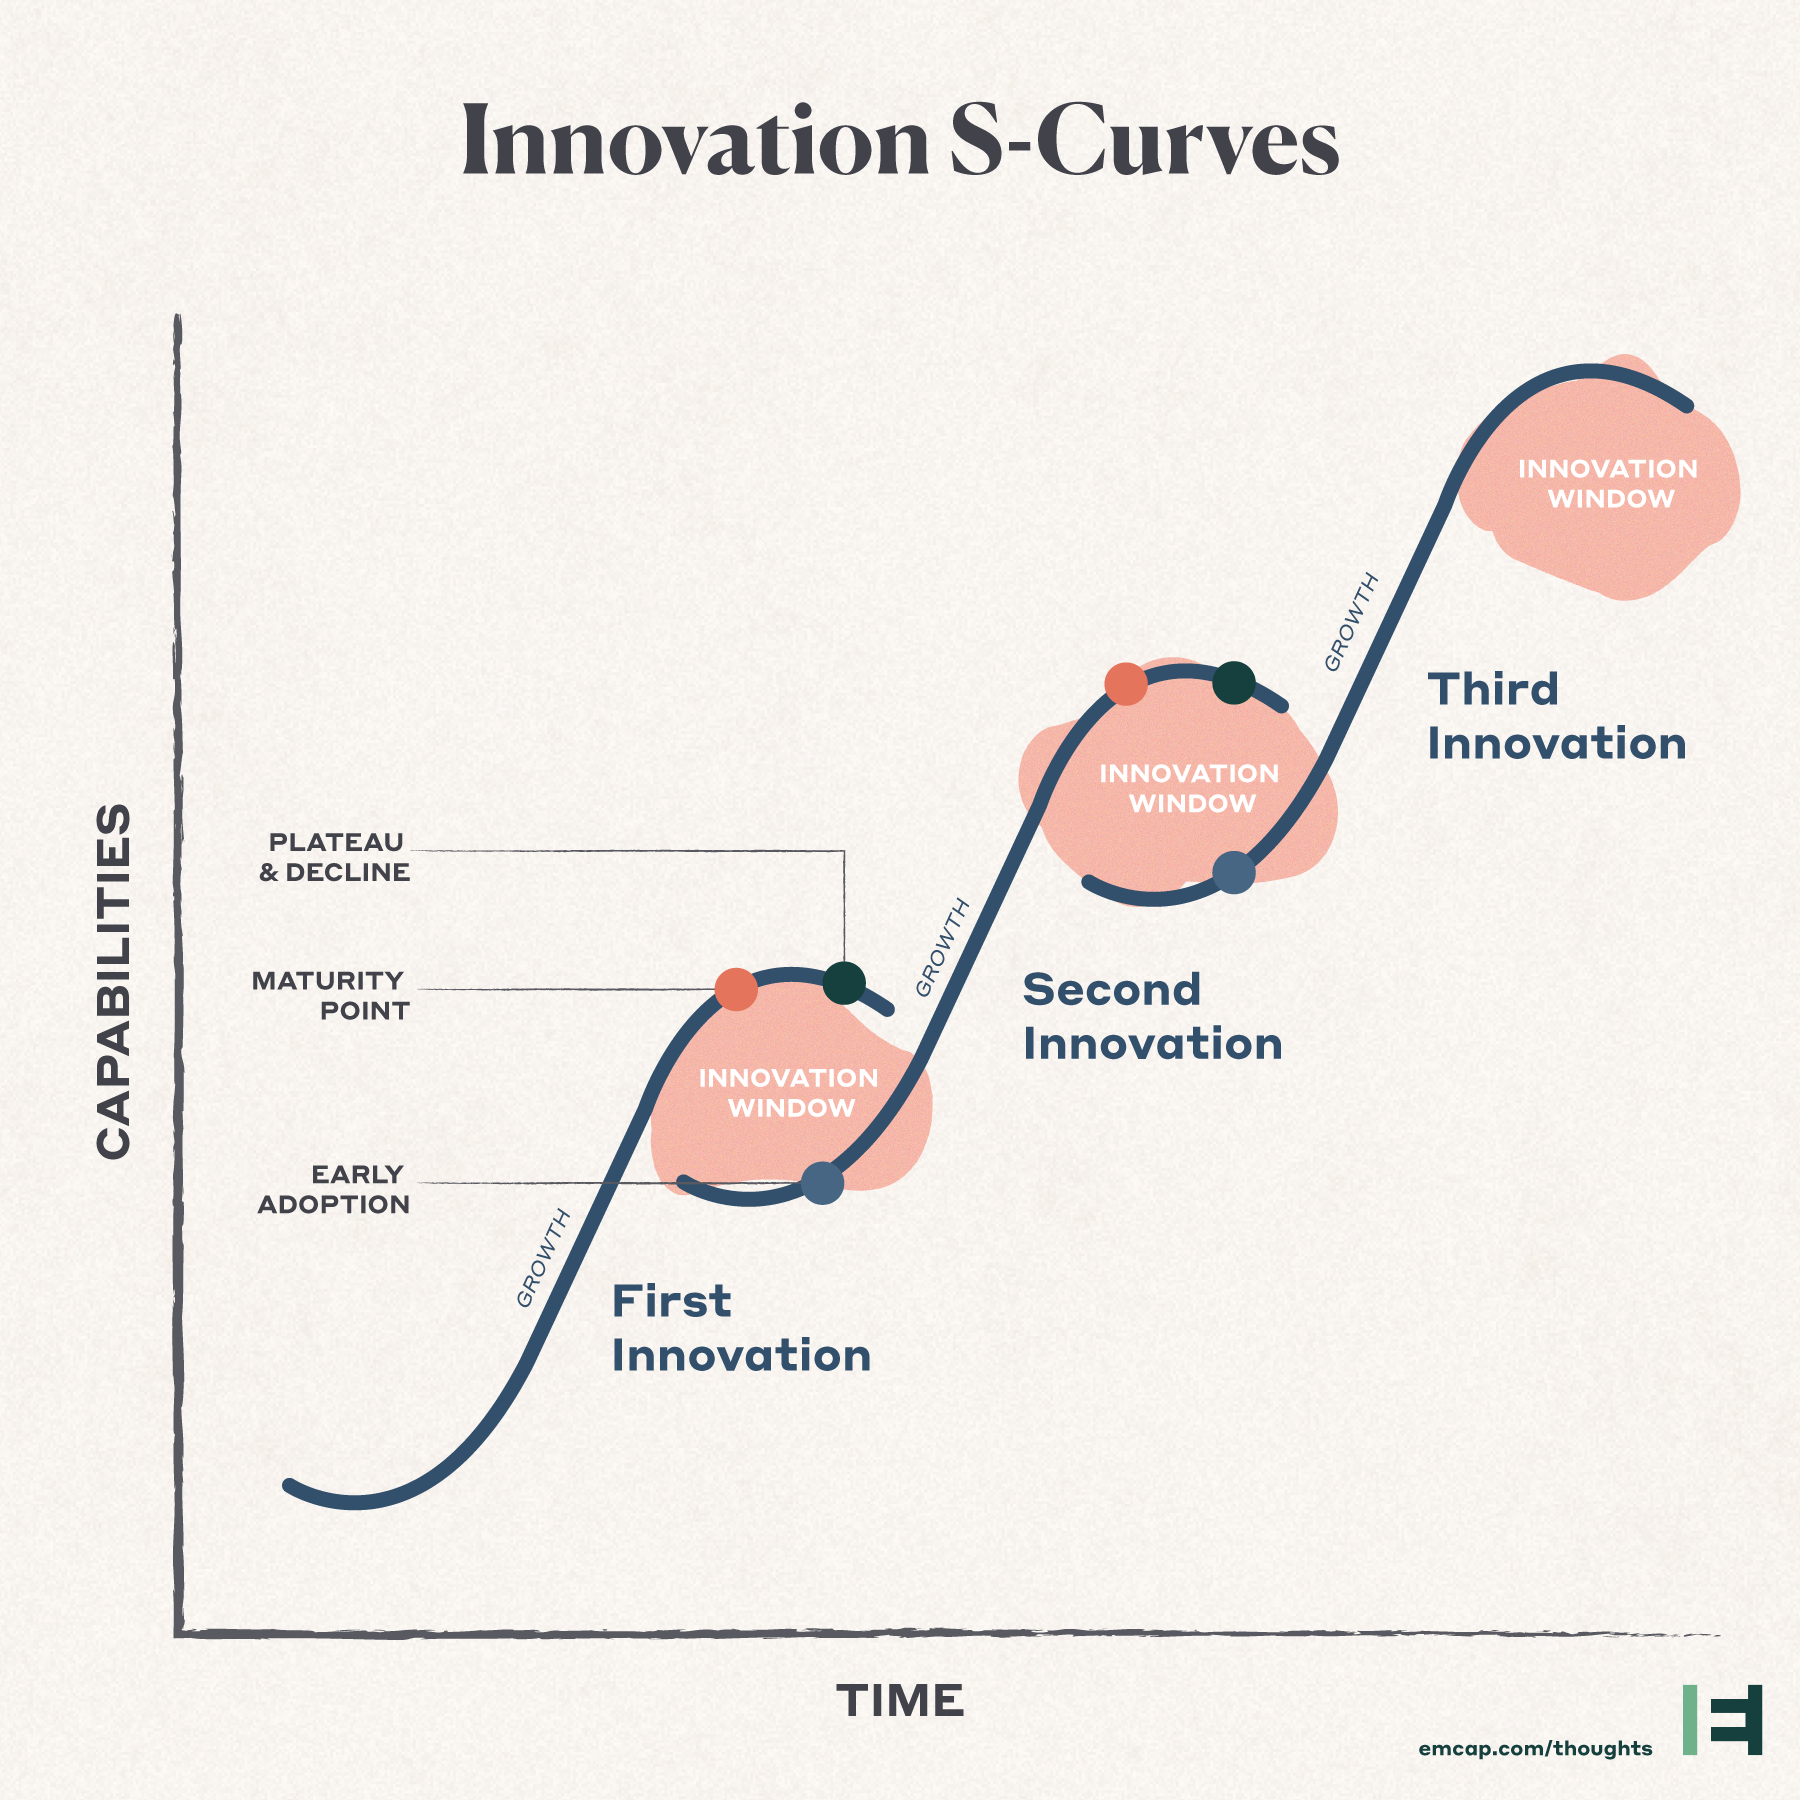 Innovation S-Curves
INNOVATION
WINDOW
GROWTH
Third
Innovation
INNOVATION
WINDOW
PLATEAU
& DECLINE
GROWTH
MATURITY
POINT
Second
Innovation
INNOVATION
WINDOW
EARLY
ADOPTION
GROWTH
First
Innovation
CAPABILITIES
TIME
emcap.com/thoughts